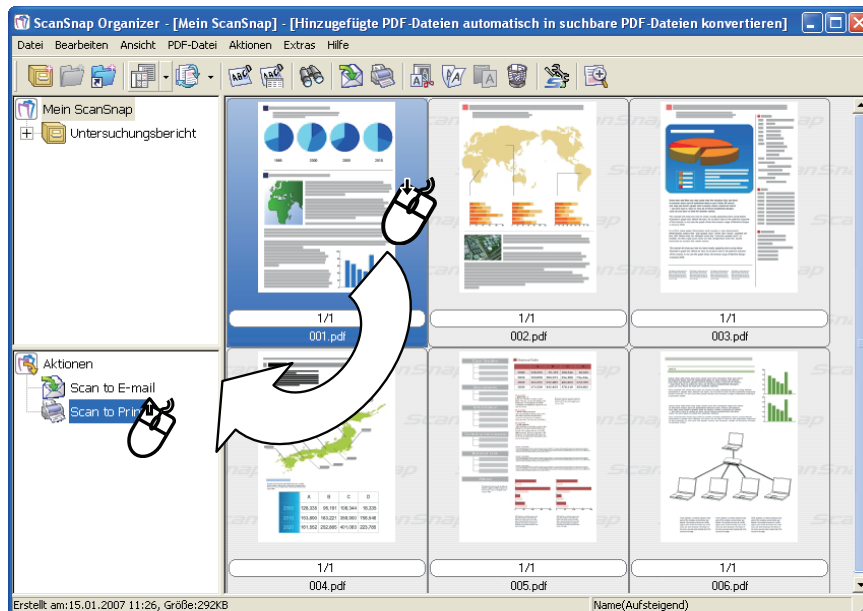 ScanSnap Organizer - [Mein ScanSnap] - [Hinzugefügte PDF-Dateien automatisch in suchbare PDF-Dateien konvertieren]
Datei Bearbeiten Ansicht PDF-Datei Aktionen Extras Hilfe
Mein ScanSnap
Untersuchungsbericht
1/1
001.pdf
1/1
002.pdf
1/1
003.pdf
Aktionen
Scan to E-mail
Scan to
A B C D
1/1
004.pdf
1/1
005.pdf
1/1
006.pdf
Erstellt am:15.01.2007 11:26, Größe:292KB
Name(Aufsteigend)